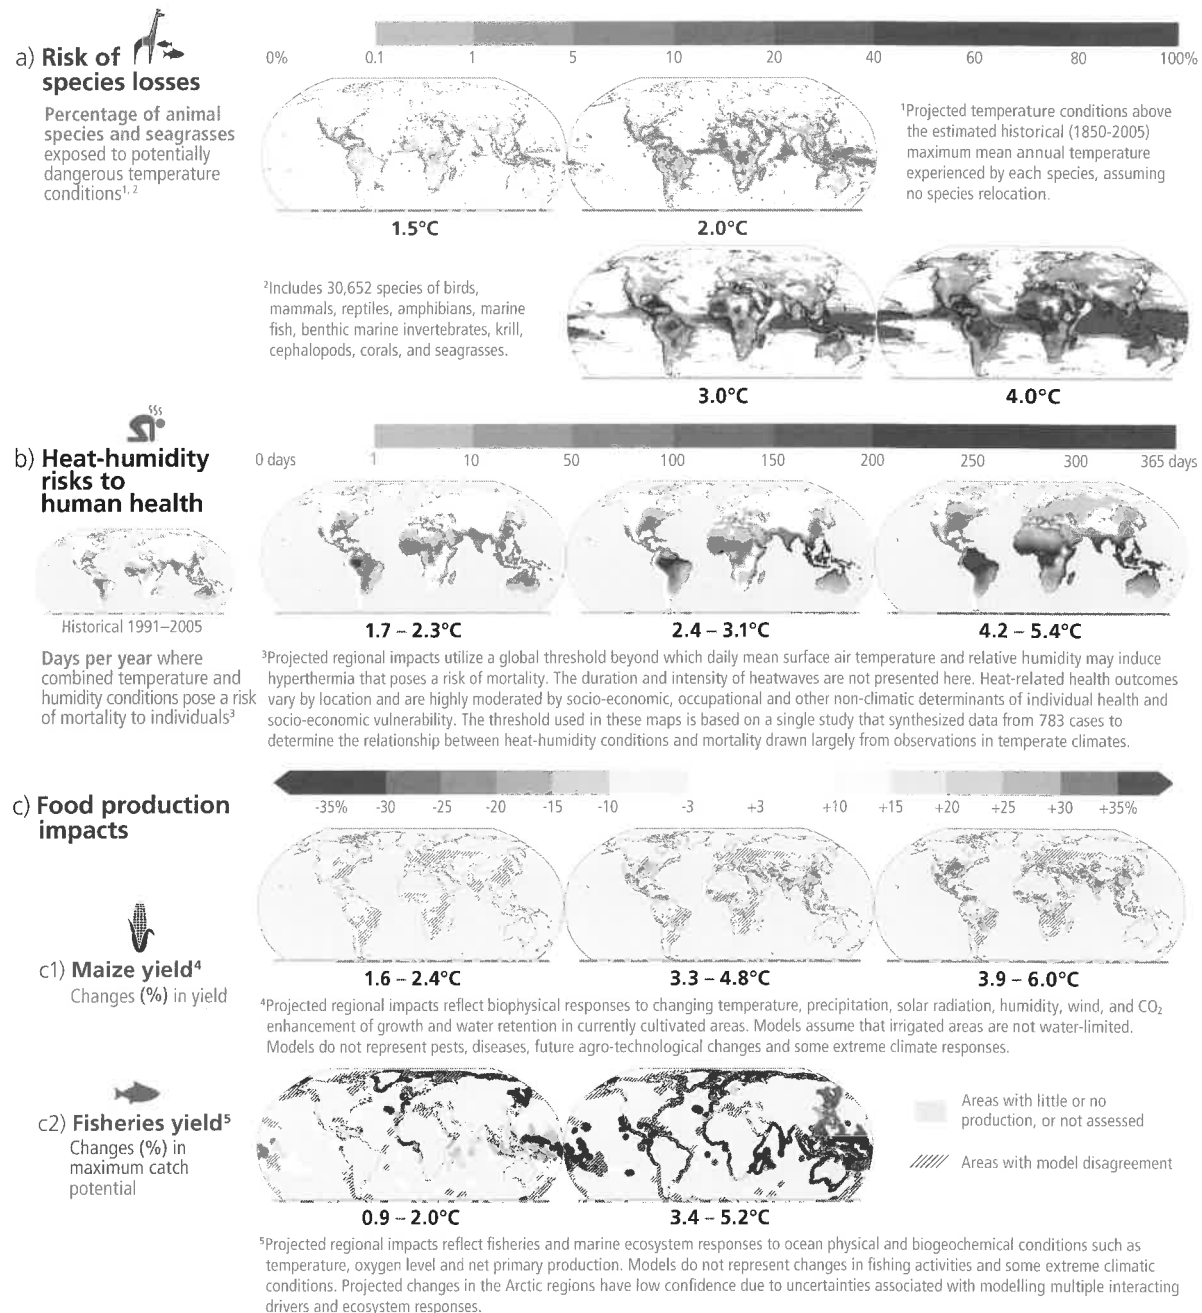 a) Risk of
species losses
Percentage of animal
species and seagrasses
exposed to potentially
dangerous temperature
conditions1, 2
0% 0.1 1 5 10 20 40 60 80 100%
1Projected temperature conditions above
the estimated historical (1850-2005)
maximum mean annual temperature
experienced by each species, assuming
no species relocation.
1.5°C 2.0°C
2Includes 30,652 species of birds,
mammals, reptiles, amphibians, marine
fish, benthic marine invertebrates, krill,
cephalopods, corals, and seagrasses.
3.0°C 4.0°C
b) Heat-humidity
risks to
human health
0 days 1 10 50 100 150 200 250 300 365 days
Historical 1991–2005
1.7 – 2.3°C 2.4 – 3.1°C 4.2 – 5.4°C
Days per year where
combined temperature and
humidity conditions pose a risk
of mortality to individuals3
3Projected regional impacts utilize a global threshold beyond which daily mean surface air temperature and relative humidity may induce
hyperthermia that poses a risk of mortality. The duration and intensity of heatwaves are not presented here. Heat-related health outcomes
vary by location and are highly moderated by socio-economic, occupational and other non-climatic determinants of individual health and
socio-economic vulnerability. The threshold used in these maps is based on a single study that synthesized data from 783 cases to
determine the relationship between heat-humidity conditions and mortality drawn largely from observations in temperate climates.
c) Food production
impacts
-35% -30 -25 -20 -15 -10 -3 +3 +10 +15 +20 +25 +30 +35%
c1) Maize yield4
Changes (%) in yield
1.6 – 2.4°C 3.3 – 4.8°C 3.9 – 6.0°C
4Projected regional impacts reflect biophysical responses to changing temperature, precipitation, solar radiation, humidity, wind, and CO2
enhancement of growth and water retention in currently cultivated areas. Models assume that irrigated areas are not water-limited.
Models do not represent pests, diseases, future agro-technological changes and some extreme climate responses.
c2) Fisheries yield5
Changes (%) in
maximum catch
potential
Areas with little or no
production, or not assessed
Areas with model disagreement
0.9 – 2.0°C 3.4 – 5.2°C
5Projected regional impacts reflect fisheries and marine ecosystem responses to ocean physical and biogeochemical conditions such as
temperature, oxygen level and net primary production. Models do not represent changes in fishing activities and some extreme climatic
conditions. Projected changes in the Arctic regions have low confidence due to uncertainties associated with modelling multiple interacting
drivers and ecosystem responses.